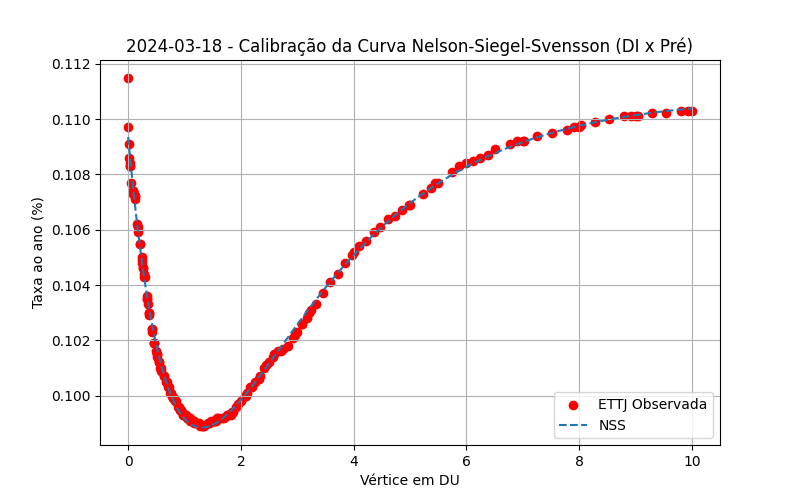 2024-03-18 - Calibração da Curva Nelson-Siegel-Svensson (DI x Pré)
0.112
0.110
0.108
0.106
0.104
0.102
0.100
Taxa ao ano (%)
ETTJ Observada
NSS
0 2 4 6 8 10
Vértice em DU